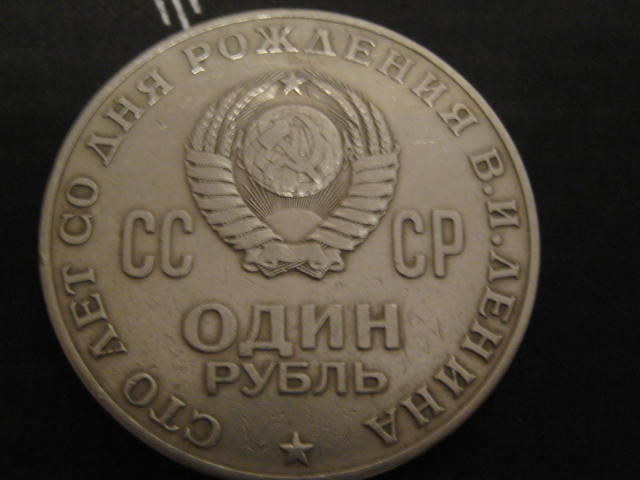 СТО ЛЕТ СО ДНЯ РОЖДЕНИЯ В.И.ЛЕНИНА
СС СР
ОДИН
РУБЛЬ